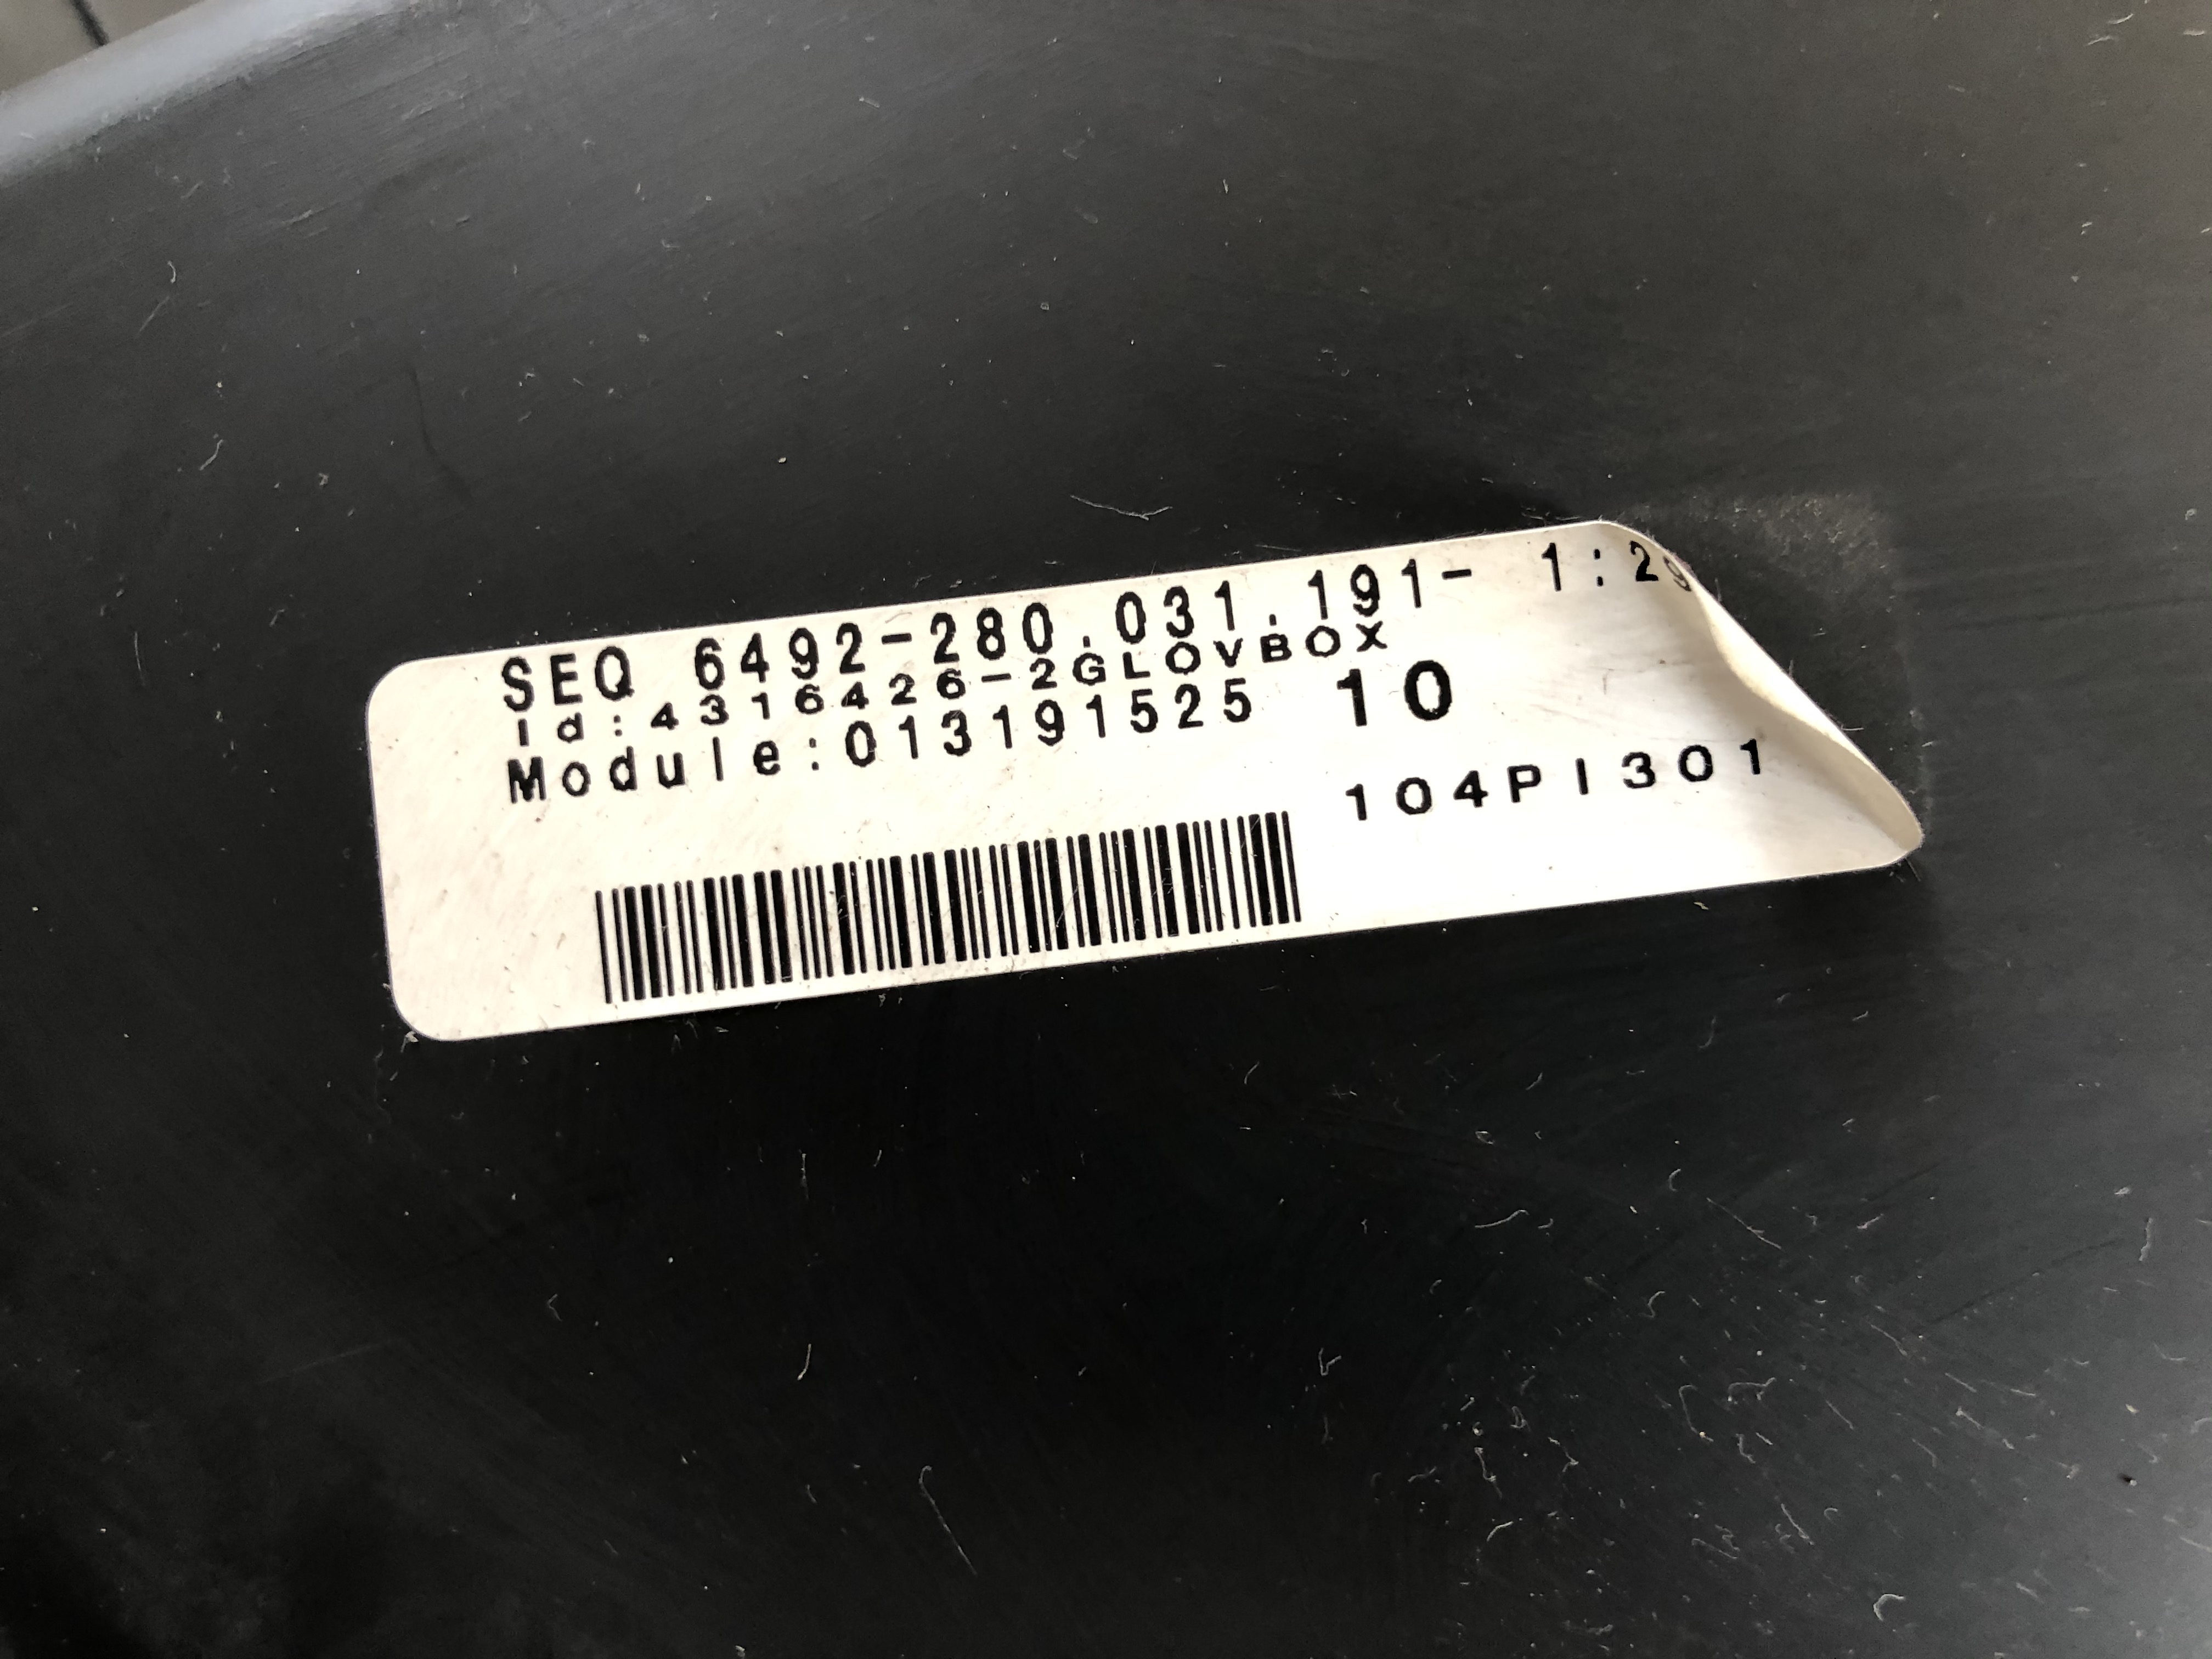 SEQ 6492-280.031.191- 1:2
Id:4316426-2GLOVBOX
Module:013191525 10
104PI301